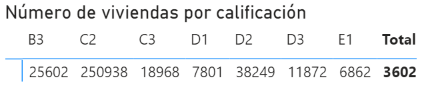 Número de viviendas por calificación
B3 C2 C3 D1 D2 D3 E1 Total
25602 250938 18968 7801 38249 11872 6862 3602